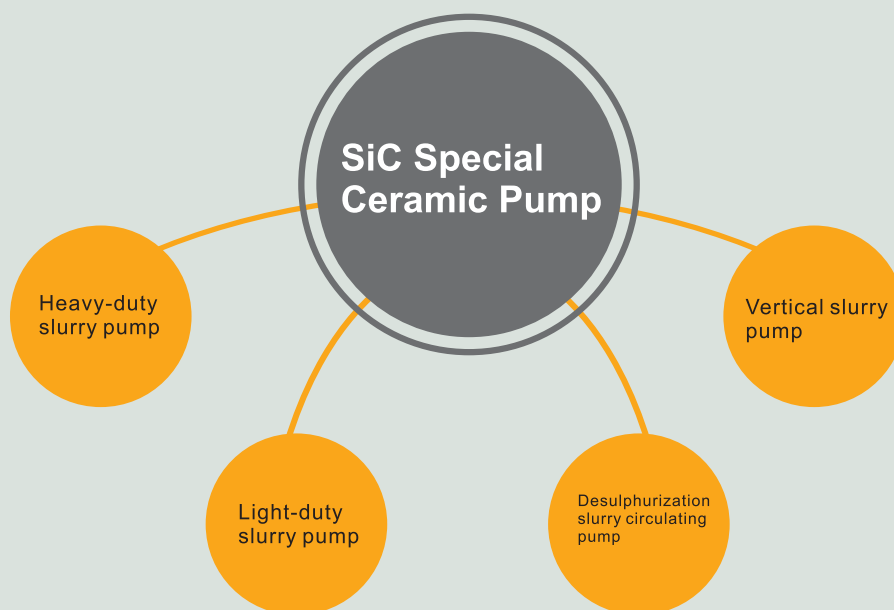 SiC Special
Ceramic Pump
Heavy-duty
slurry pump
Vertical slurry
pump
Light-duty
slurry pump
Desulphurization
slurry circulating
pump